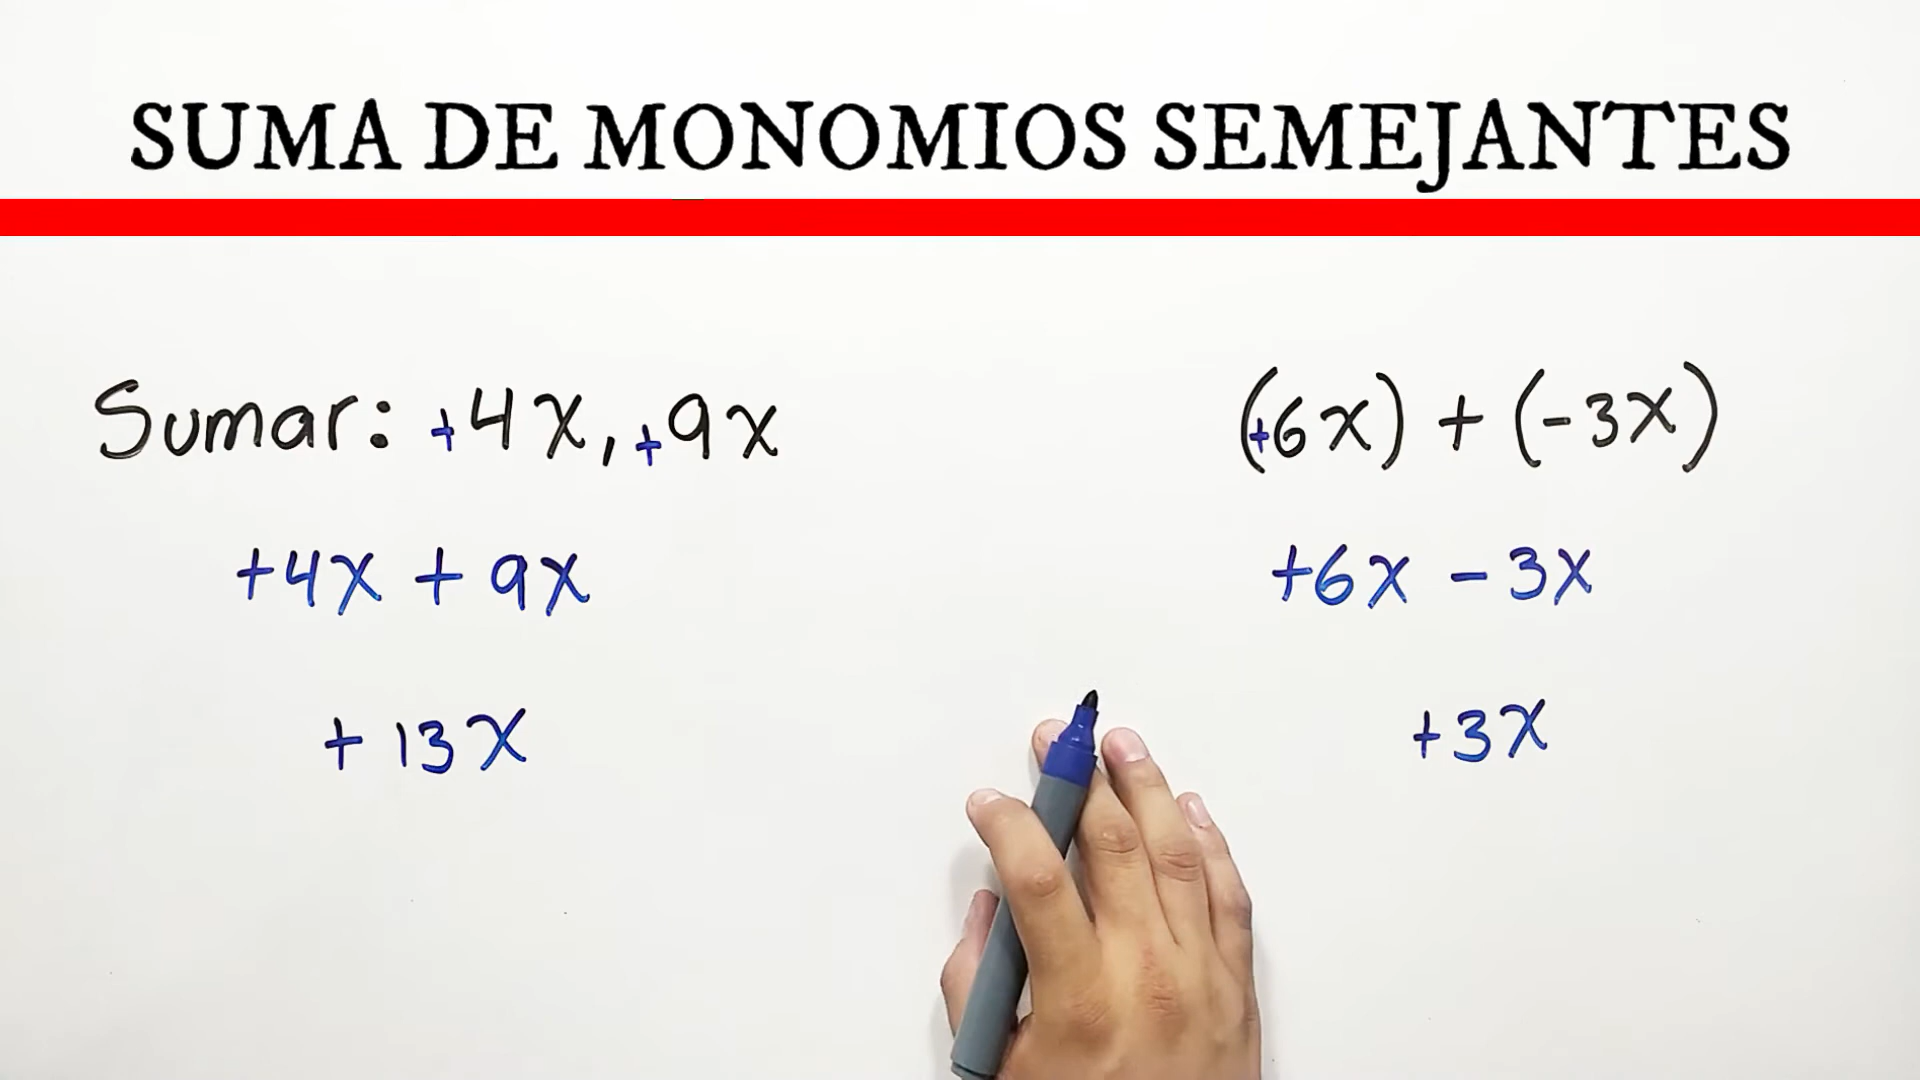 SUMA DE MONOMIOS SEMEJANTES
Sumar: +4x, +9x
+4x + 9x
+ 13x
(+6x) + (-3x)
+6x - 3x
+3x